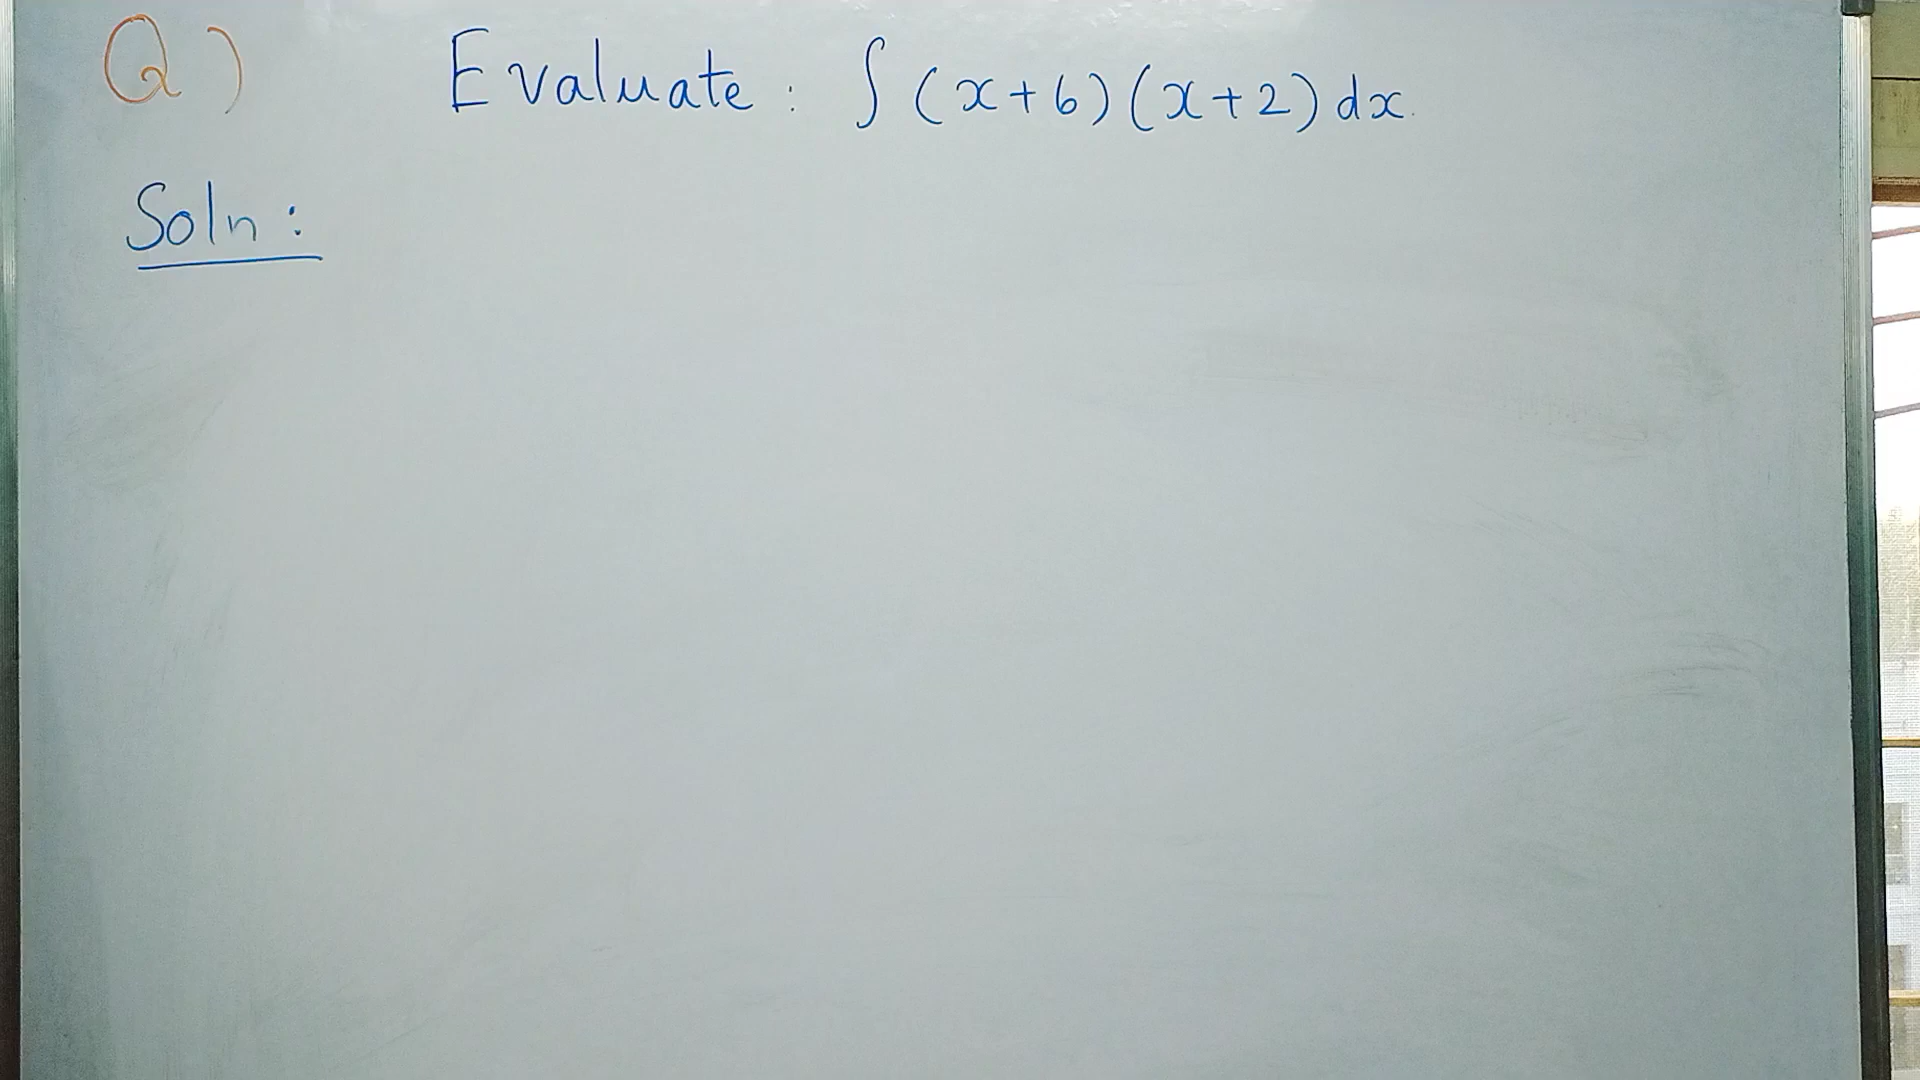 Q) Evaluate : ∫ (x+6)(x+2) dx.
Soln :